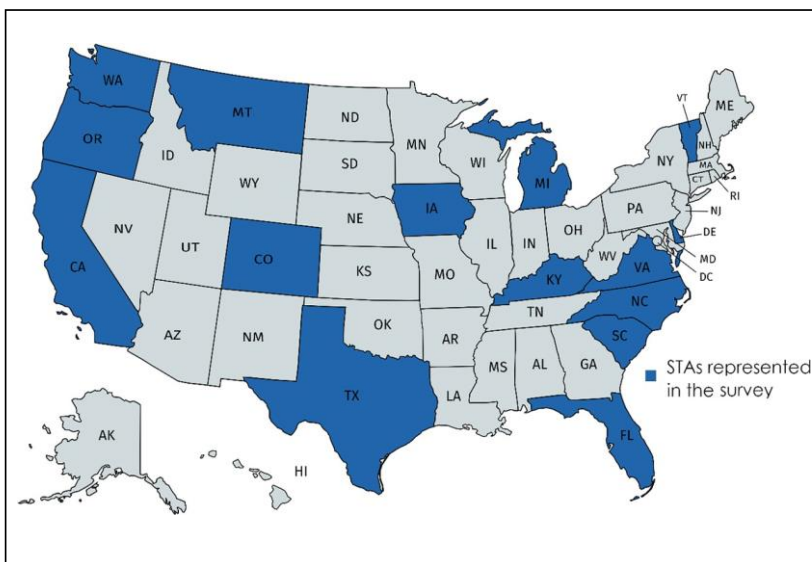 WA
MT
ND
MN
VT
ME
OR
ID
SD
WI
MI
NY
NH
MA
CT
RI
WY
IA
PA
NJ
NE
NV
UT
CO
IL
IN
OH
DE
MD
DC
WV
VA
CA
KS
MO
KY
NC
TN
AZ
NM
OK
AR
SC
MS
AL
GA
TX
LA
FL
STAs represented
in the survey
AK
HI